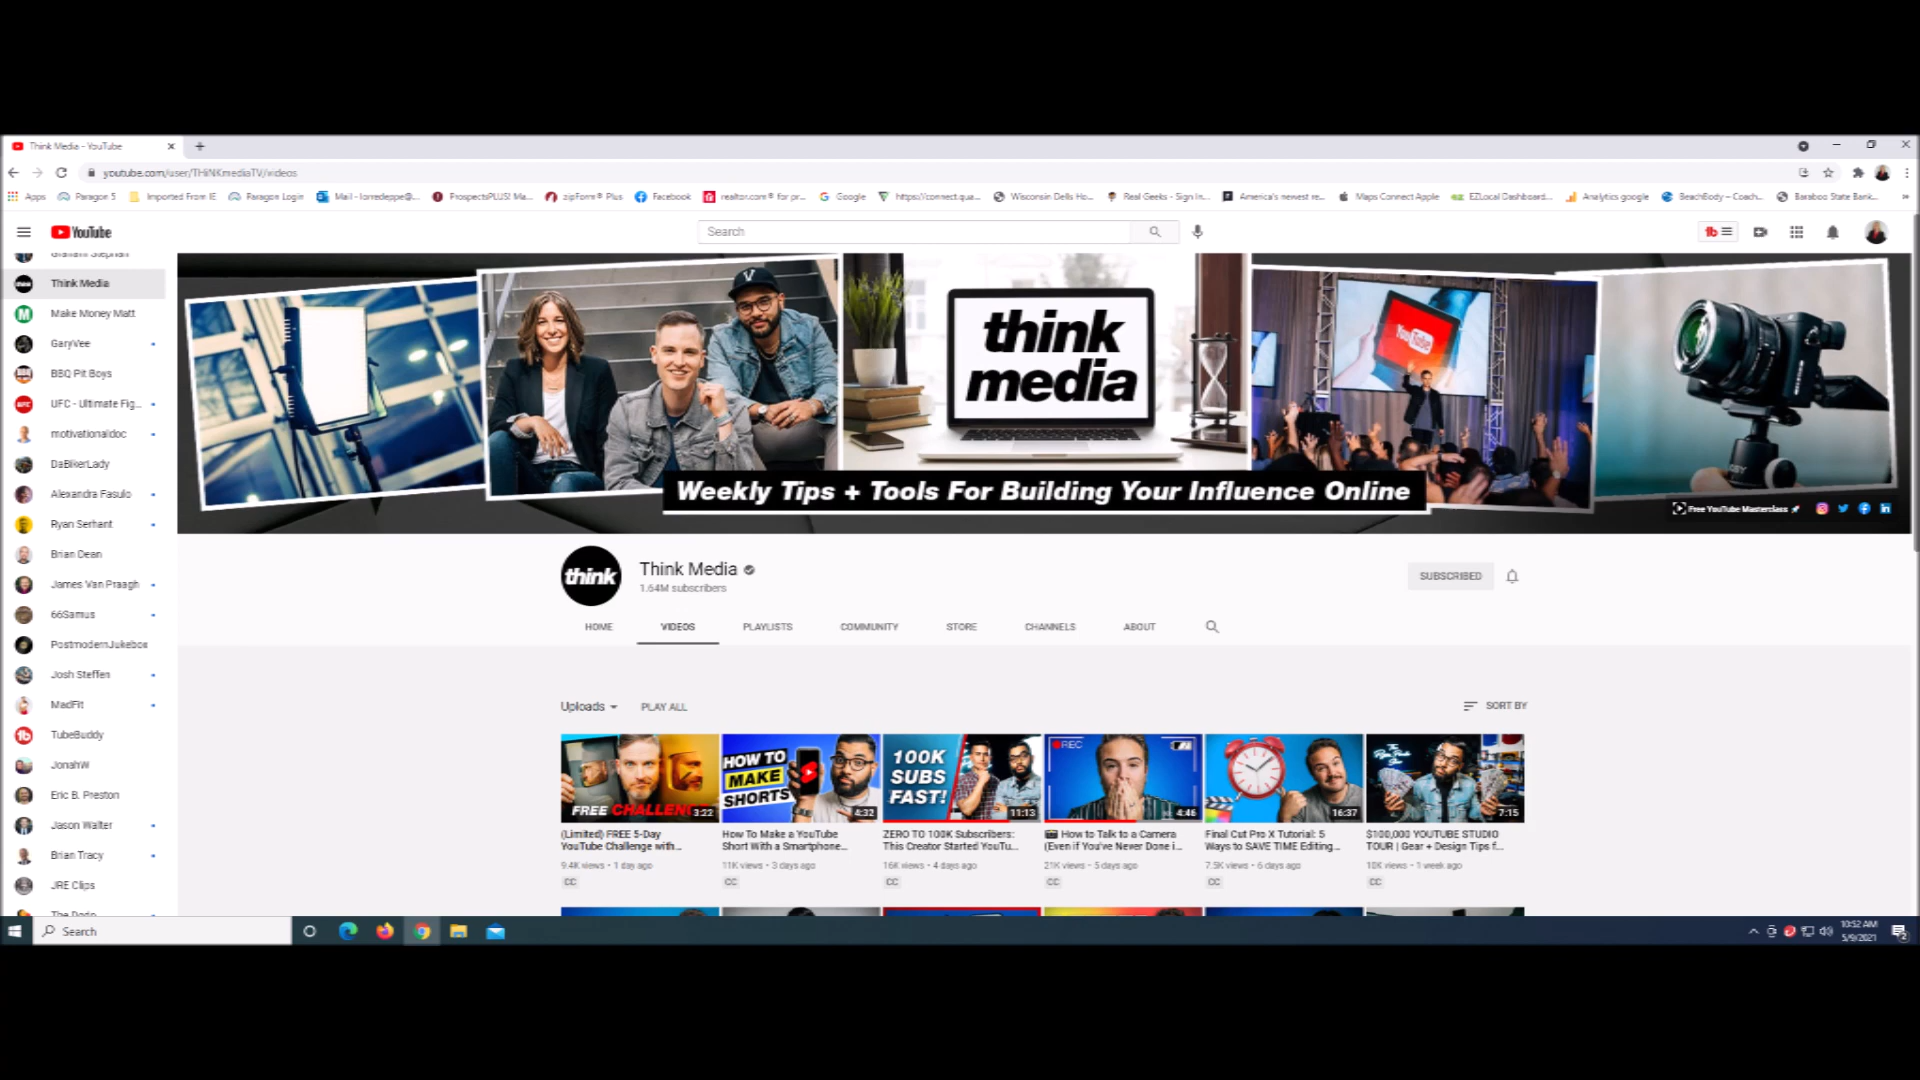 Think Media - YouTube
youtube.com/user/THiNKmediaTV/videos
Apps Paragon 5 Imported From IE Paragon Login Mail - lorredeppe@... ProspectsPLUS! Ma... zipForm® Plus Facebook realtor.com® for pr... Google https://connect.qua... Wisconsin Dells Ho... Real Geeks - Sign In... America's newest re... Maps Connect Apple EZLocal Dashboard... Analytics google BeachBody – Coach... Baraboo State Bank... »
YouTube
Search
Graham Stephan
Think Media
Make Money Matt
GaryVee
BBQ Pit Boys
UFC - Ultimate Fig...
motivationaldoc
DaBikerLady
Alexandra Fasulo
Ryan Serhant
Brian Dean
James Van Praagh
66Samus
PostmodernJukebox
Josh Steffen
MadFit
TubeBuddy
JonahW
Eric B. Preston
Jason Walter
Brian Tracy
JRE Clips
The Dodo
think
media
YouTube
Weekly Tips + Tools For Building Your Influence Online
Free YouTube Masterclass
think
Think Media
1.64M subscribers
SUBSCRIBED
HOME VIDEOS PLAYLISTS COMMUNITY STORE CHANNELS ABOUT
Uploads PLAY ALL SORT BY
FREE CHALLENGE 3:22
(Limited) FREE 5-Day
YouTube Challenge with...
9.4K views • 1 day ago
CC
HOW TO
MAKE
SHORTS
4:32
How To Make a YouTube
Short With a Smartphone...
11K views • 3 days ago
CC
100K
SUBS
FAST!
11:13
ZERO TO 100K Subscribers:
This Creator Started YouTu...
16K views • 4 days ago
CC
REC
4:46
How to Talk to a Camera
(Even if You've Never Done i...
21K views • 5 days ago
CC
16:37
Final Cut Pro X Tutorial: 5
Ways to SAVE TIME Editing...
7.5K views • 6 days ago
CC
7:15
$100,000 YOUTUBE STUDIO
TOUR | Gear + Design Tips f...
10K views • 1 week ago
CC
Search
10:52 AM
5/9/2021